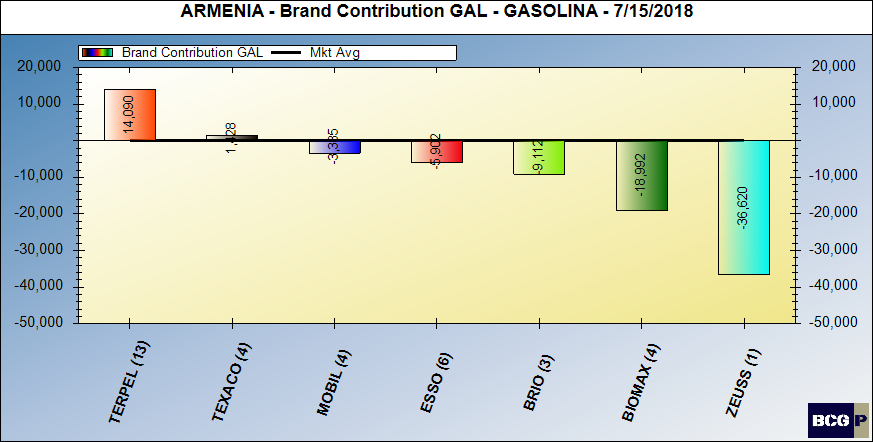 ARMENIA - Brand Contribution GAL - GASOLINA - 7/15/2018
Brand Contribution GAL Mkt Avg
20,000 20,000
10,000 10,000
-10,000 -10,000
-20,000 -20,000
-30,000 -30,000
-40,000 -40,000
-50,000 -50,000
14,090
1,428
-3,385
-5,902
-9,112
-18,992
-36,620
TERPEL (13)
TEXACO (4)
MOBIL (4)
ESSO (6)
BRIO (3)
BIOMAX (4)
ZEUSS (1)
BCG P